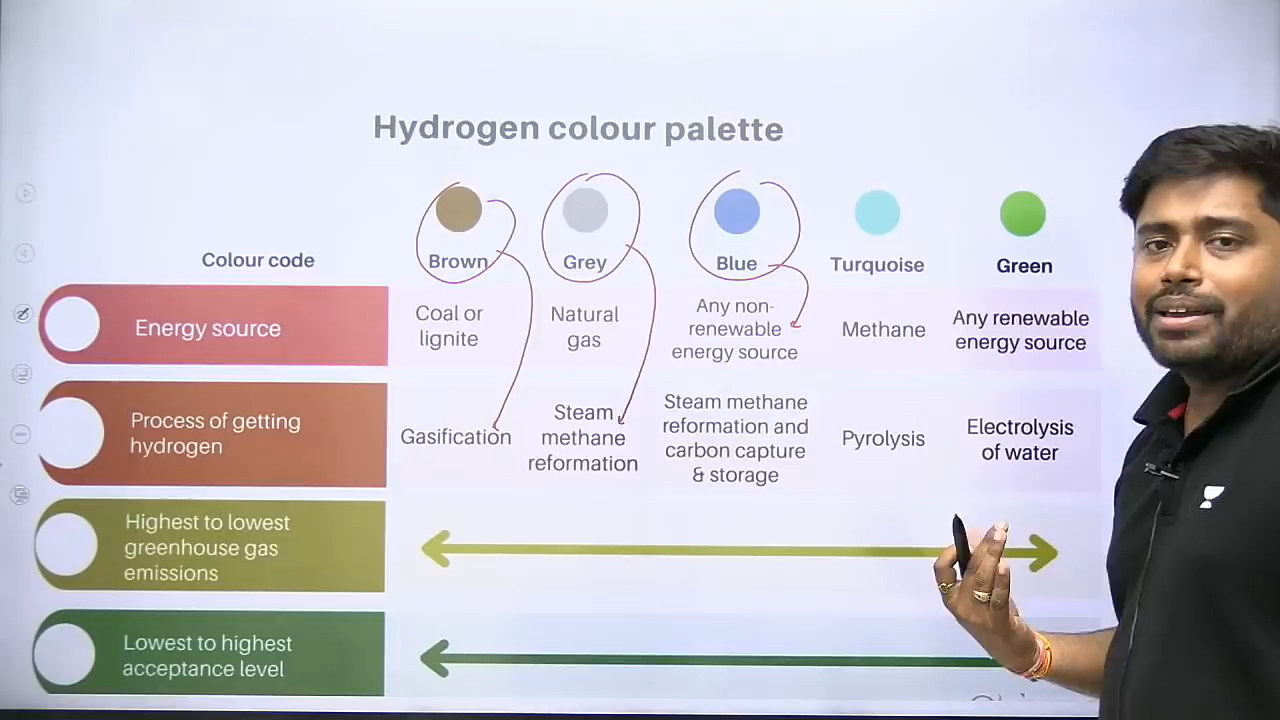 Hydrogen colour palette
Colour code
Brown
Grey
Blue
Turquoise
Green
Energy source
Coal or
lignite
Natural
gas
Any non-
renewable
energy source
Methane
Any renewable
energy source
Process of getting
hydrogen
Gasification
Steam
methane
reformation
Steam methane
reformation and
carbon capture
& storage
Pyrolysis
Electrolysis
of water
Highest to lowest
greenhouse gas
emissions
Lowest to highest
acceptance level